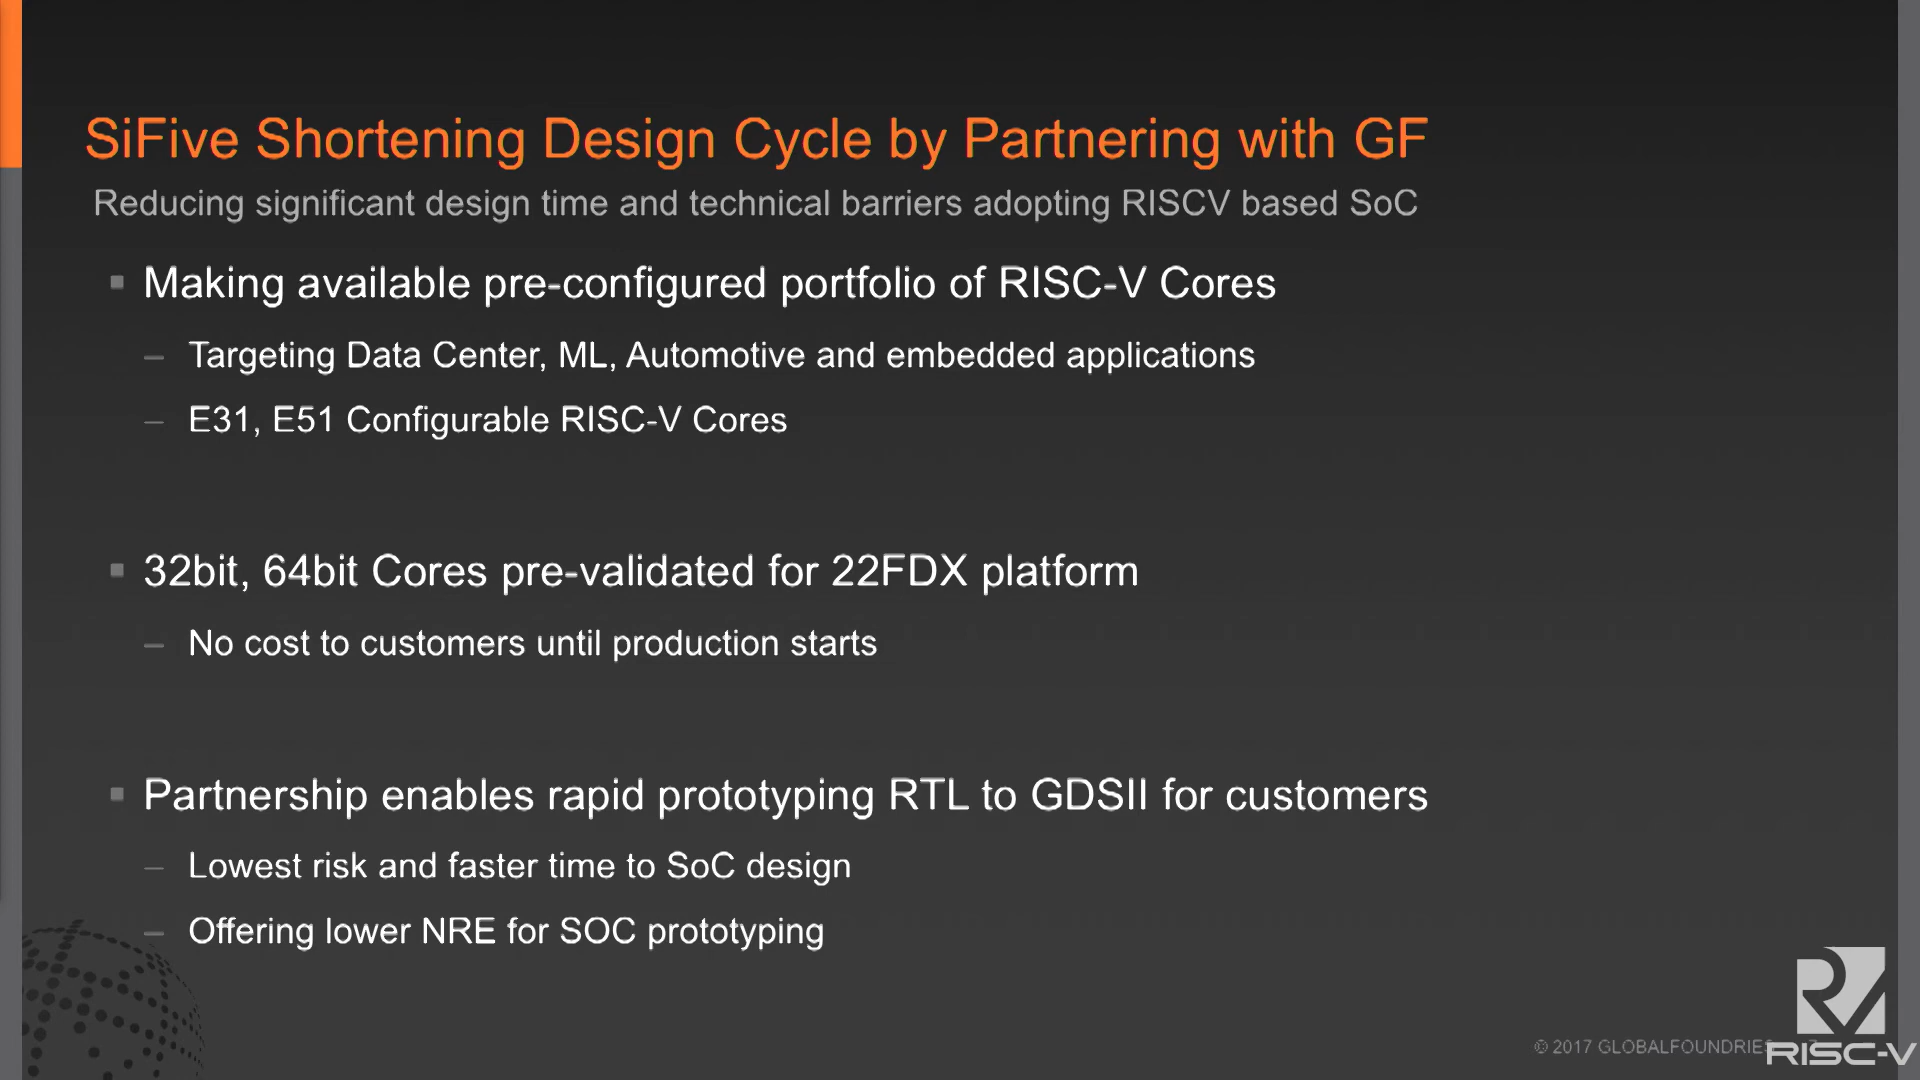 SiFive Shortening Design Cycle by Partnering with GF
Reducing significant design time and technical barriers adopting RISCV based SoC
▪ Making available pre-configured portfolio of RISC-V Cores
– Targeting Data Center, ML, Automotive and embedded applications
– E31, E51 Configurable RISC-V Cores
▪ 32bit, 64bit Cores pre-validated for 22FDX platform
– No cost to customers until production starts
▪ Partnership enables rapid prototyping RTL to GDSII for customers
– Lowest risk and faster time to SoC design
– Offering lower NRE for SOC prototyping
© 2017 GLOBALFOUNDRIES
RISC-V